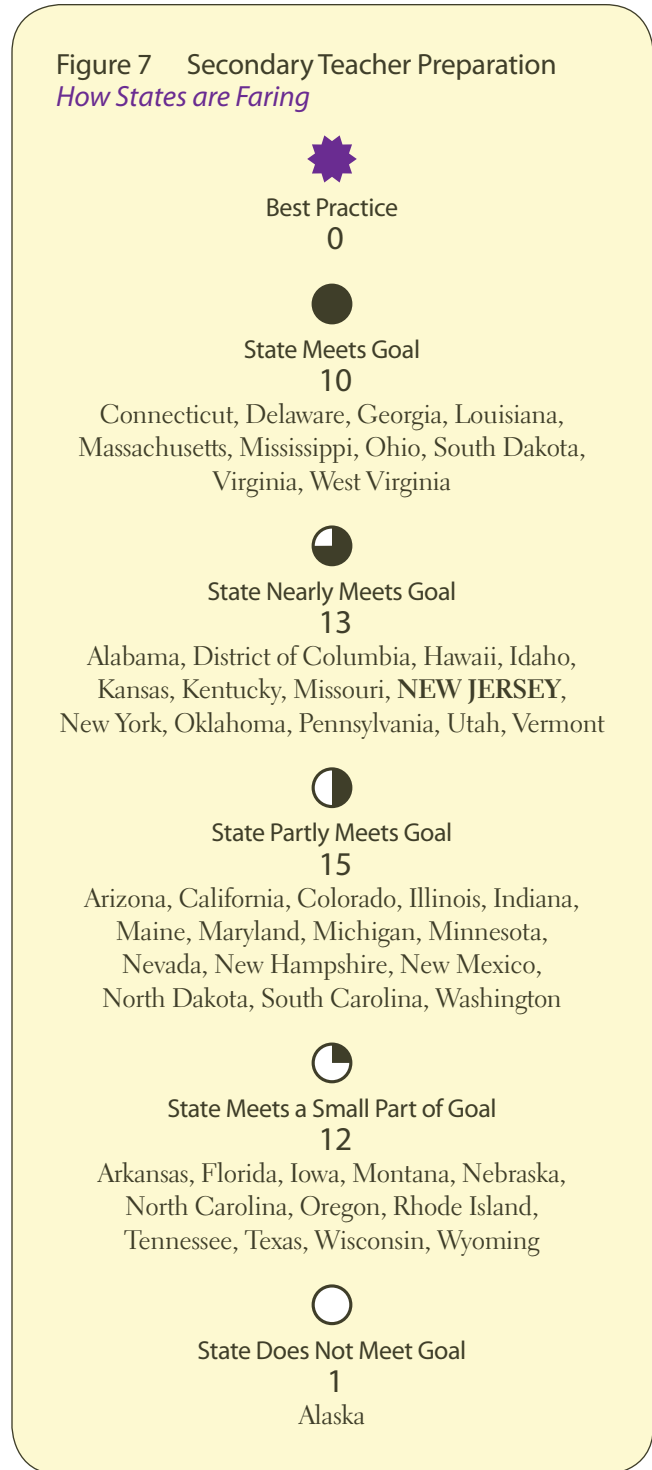 Figure 7 Secondary Teacher Preparation
How States are Faring
Best Practice
0
State Meets Goal
10
Connecticut, Delaware, Georgia, Louisiana,
Massachusetts, Mississippi, Ohio, South Dakota,
Virginia, West Virginia
State Nearly Meets Goal
13
Alabama, District of Columbia, Hawaii, Idaho,
Kansas, Kentucky, Missouri, NEW JERSEY,
New York, Oklahoma, Pennsylvania, Utah, Vermont
State Partly Meets Goal
15
Arizona, California, Colorado, Illinois, Indiana,
Maine, Maryland, Michigan, Minnesota,
Nevada, New Hampshire, New Mexico,
North Dakota, South Carolina, Washington
State Meets a Small Part of Goal
12
Arkansas, Florida, Iowa, Montana, Nebraska,
North Carolina, Oregon, Rhode Island,
Tennessee, Texas, Wisconsin, Wyoming
State Does Not Meet Goal
1
Alaska